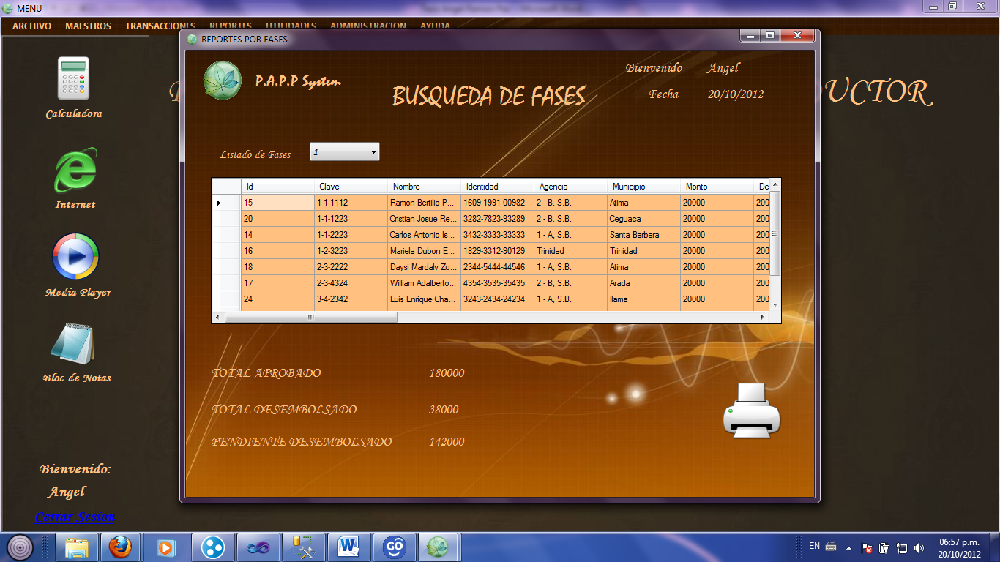 MENU
ARCHIVO MAESTROS TRANSACCIONES REPORTES UTILIDADES ADMINISTRACION AYUDA
REPORTES POR FASES
P.A.P.P System
BUSQUEDA DE FASES
Bienvenido Angel
Fecha 20/10/2012
UCTOR
Listado de Fases 1
Id Clave Nombre Identidad Agencia Municipio Monto De
15 1-1-1112 Ramon Bertilio P... 1609-1991-00982 2 - B, S.B. Atima 20000 200
20 1-1-1223 Cristian Josue Re... 3282-7823-93289 2 - B, S.B. Ceguaca 20000 200
14 1-1-2223 Carlos Antonio Is... 3432-3333-33333 1 - A, S.B. Santa Barbara 20000 200
16 1-2-3223 Mariela Dubon E... 1829-3312-90129 Trinidad Trinidad 20000 200
18 2-3-2222 Daysi Mardaly Zu... 2344-5444-44546 1 - A, S.B. Atima 20000 200
17 2-3-4324 William Adalberto... 4354-3535-35435 2 - B, S.B. Arada 20000 200
24 3-4-2342 Luis Enrique Cha... 3243-2434-24234 1 - A, S.B. Ilama 20000 200
TOTAL APROBADO 180000
TOTAL DESEMBOLSADO 38000
PENDIENTE DESEMBOLSADO 142000
Calculadora
Internet
Media Player
Bloc de Notas
Bienvenido:
Angel
Cerrar Sesion
EN
06:57 p.m.
20/10/2012